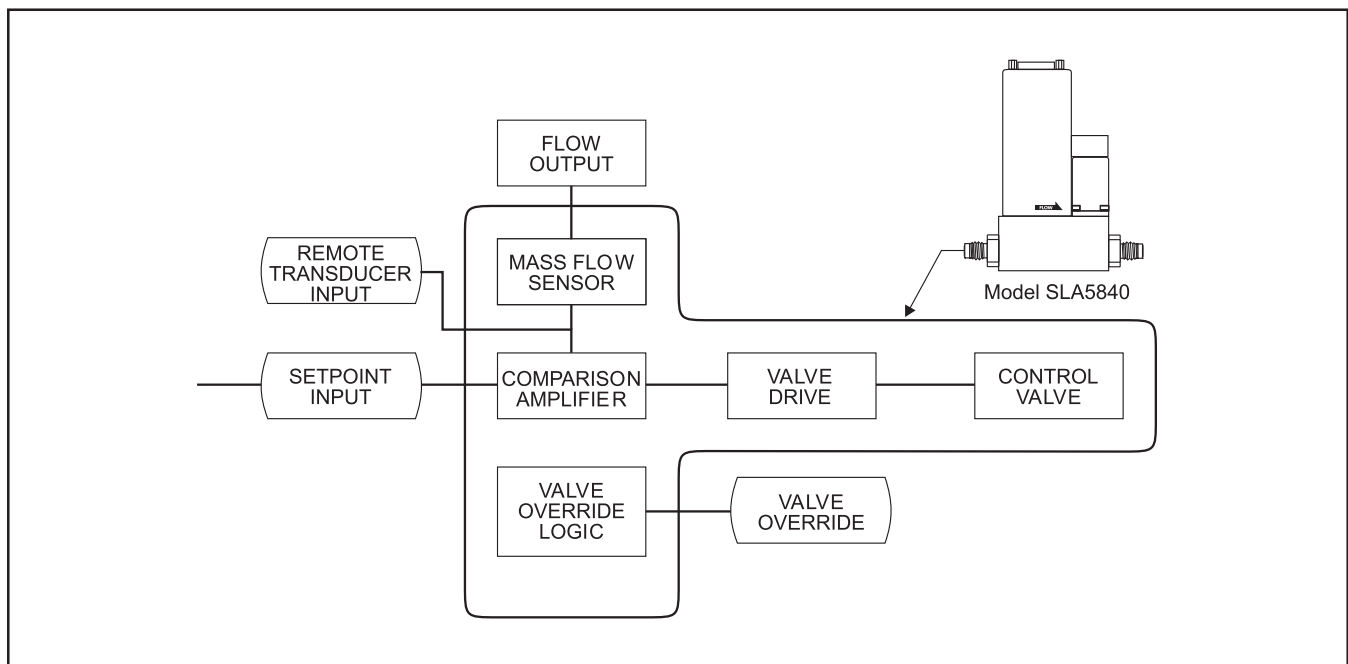 FLOW
OUTPUT
REMOTE
TRANSDUCER
INPUT
MASS FLOW
SENSOR
FLOW
Model SLA5840
SETPOINT
INPUT
COMPARISON
AMPLIFIER
VALVE
DRIVE
CONTROL
VALVE
VALVE
OVERRIDE
LOGIC
VALVE
OVERRIDE